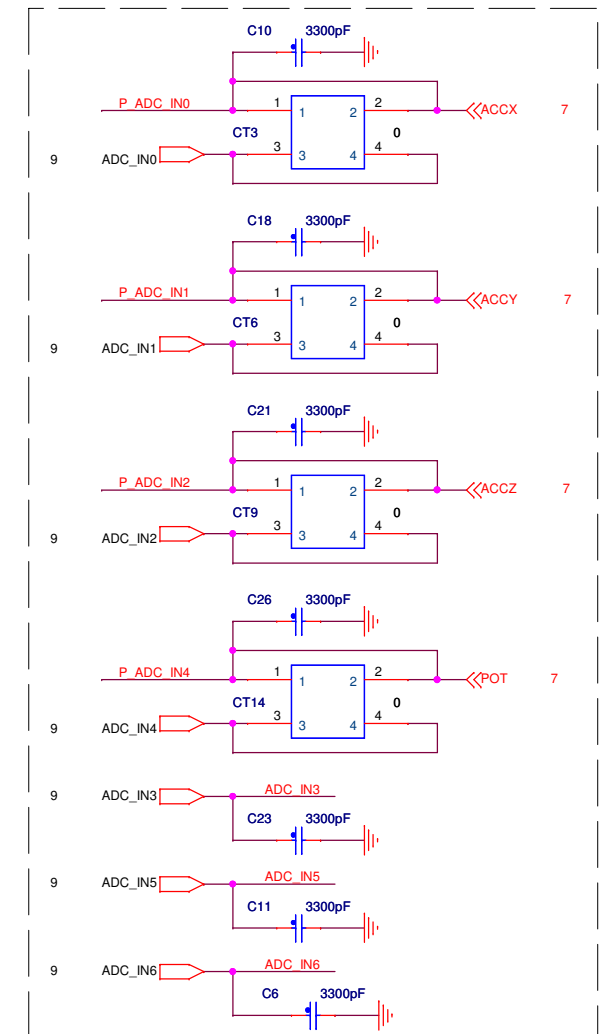 C10 3300pF
P_ADC_IN0 1 1 2 2 ACCX 7
CT3 0
9 ADC_IN0 3 3 4 4
C18 3300pF
P_ADC_IN1 1 1 2 2 ACCY 7
CT6 0
9 ADC_IN1 3 3 4 4
C21 3300pF
P_ADC_IN2 1 1 2 2 ACCZ 7
CT9 0
9 ADC_IN2 3 3 4 4
C26 3300pF
P_ADC_IN4 1 1 2 2 POT 7
CT14 0
9 ADC_IN4 3 3 4 4
9 ADC_IN3 ADC_IN3
C23 3300pF
9 ADC_IN5 ADC_IN5
C11 3300pF
9 ADC_IN6 ADC_IN6
C6 3300pF